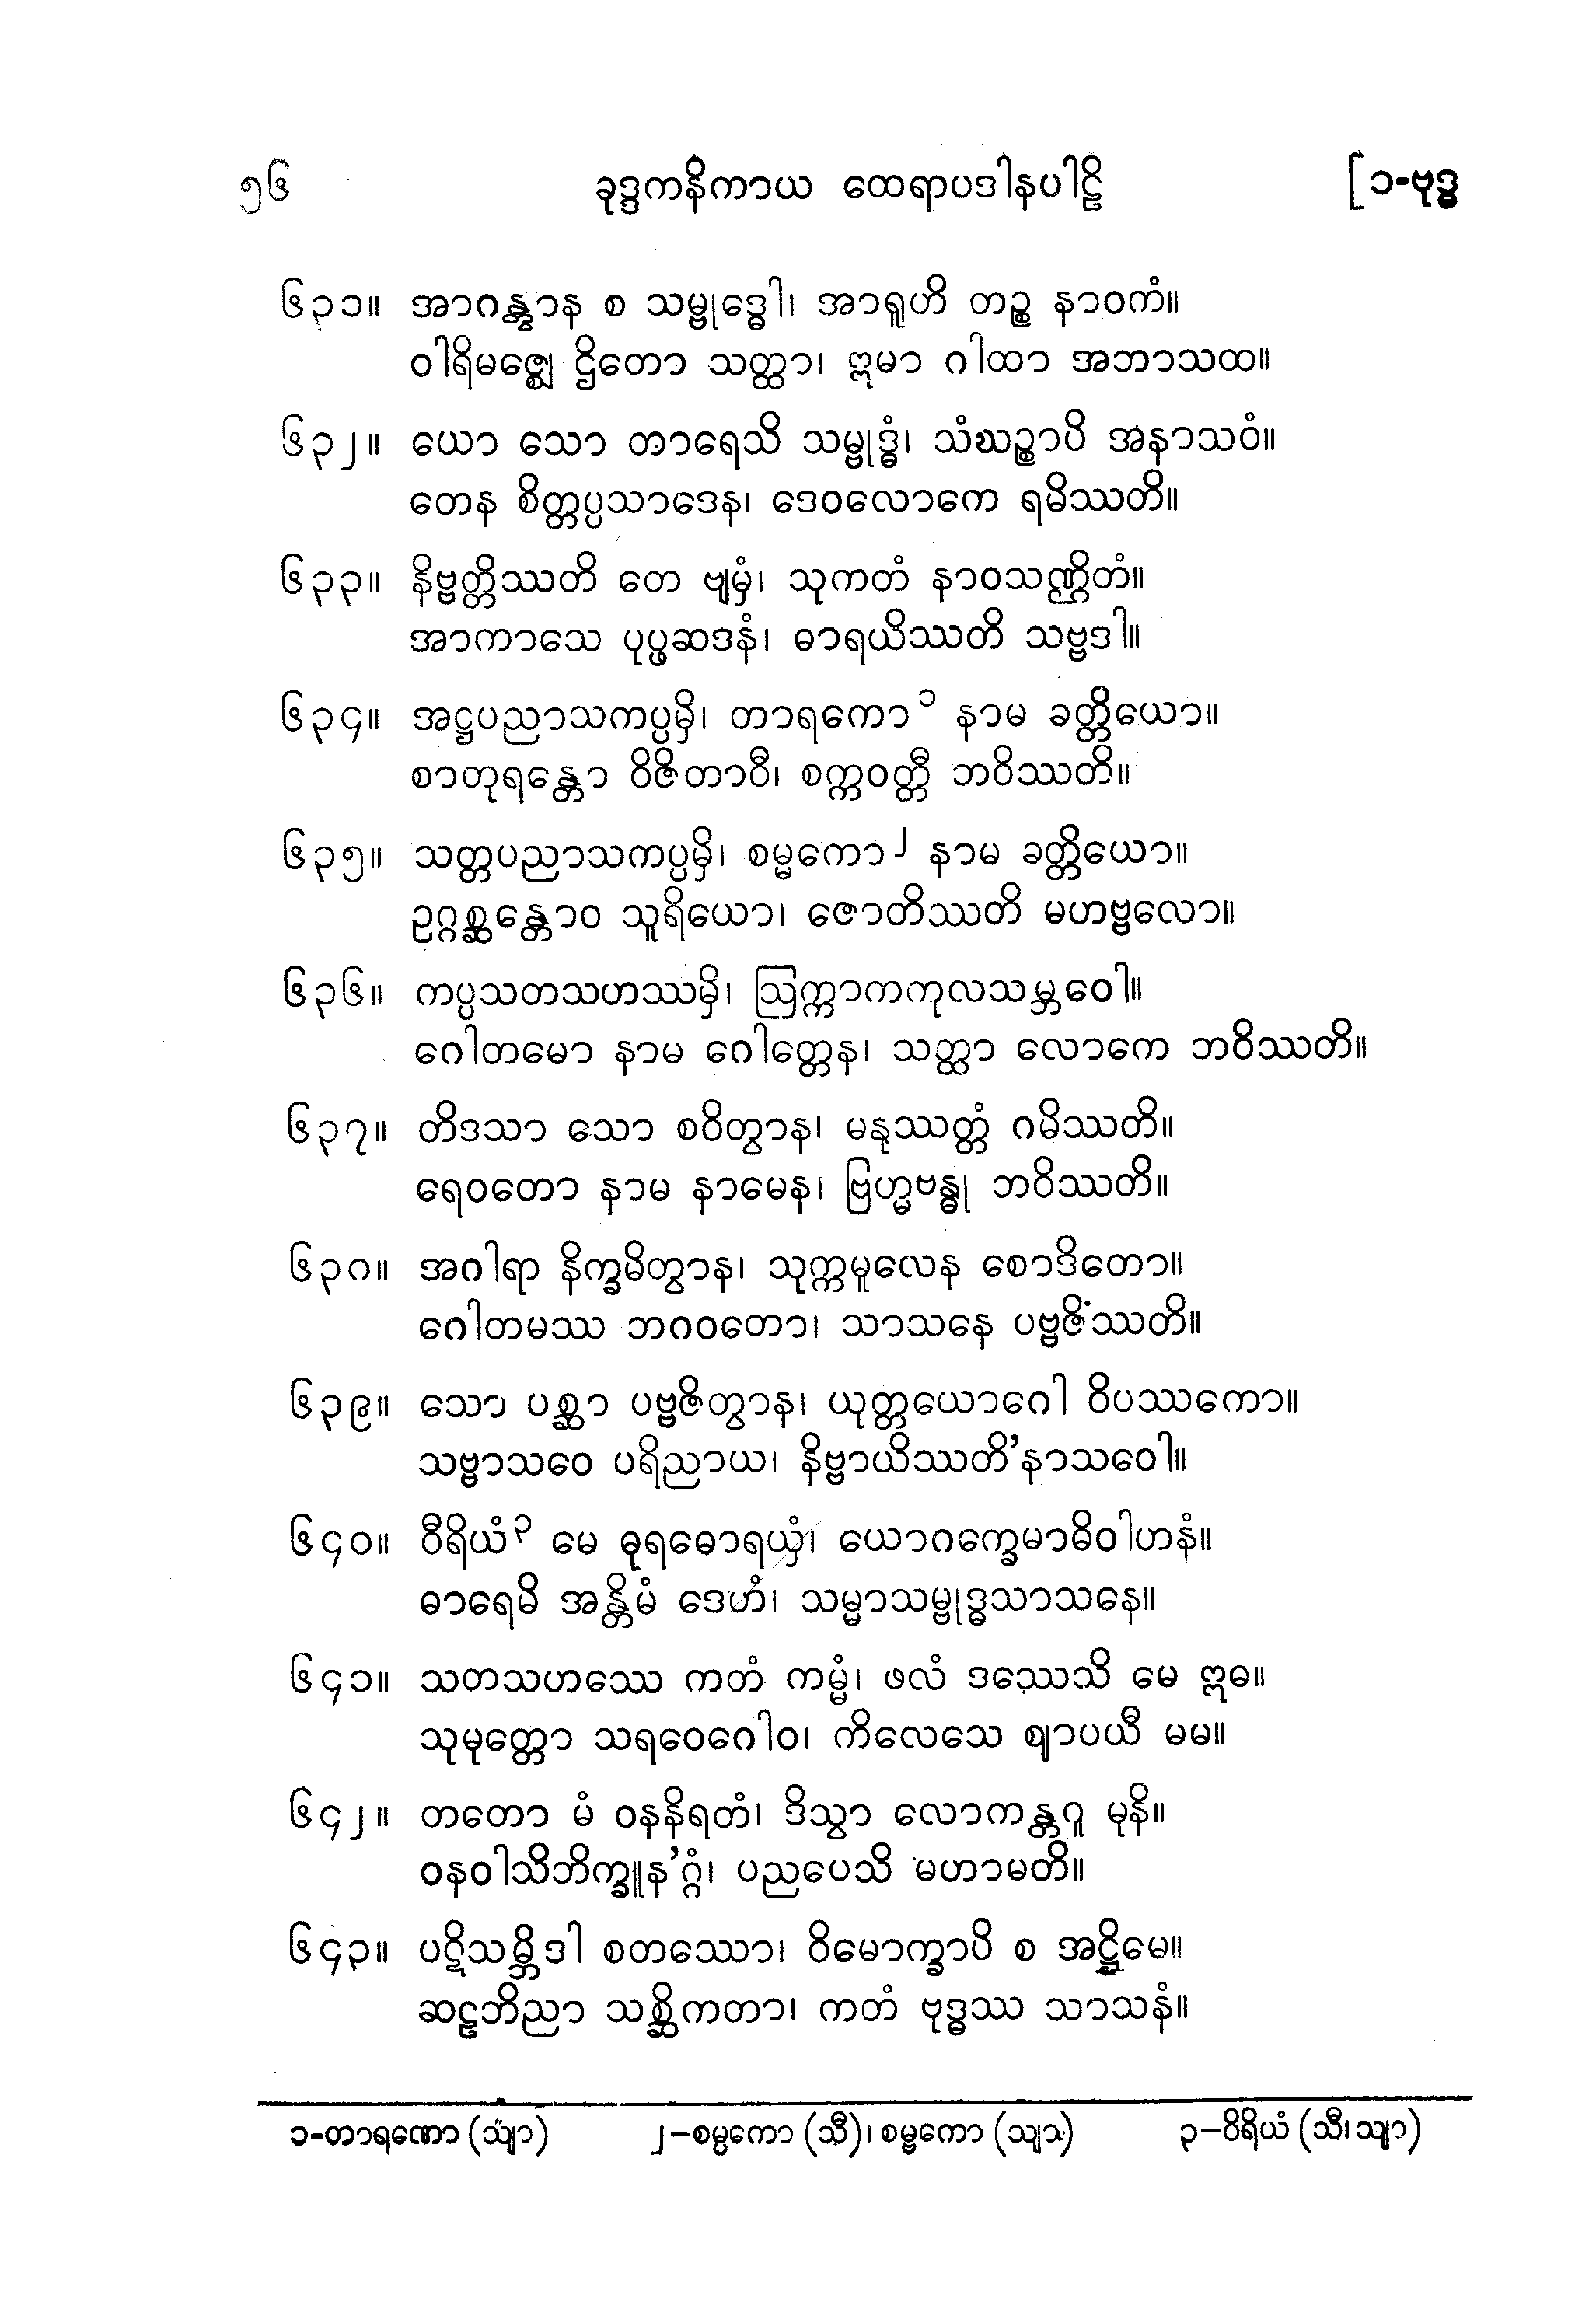 ၅၆ ခုဒ္ဒကနိကာယ ထေရာပဒါနပါဠိ [၁-ဗုဒ္ဓ
၆၃၁။ အာဂန္တွာန စ သမ္ဗုဒ္ဓေါ၊ အာရူဟိ တဉ္စ နာဝကံ။
ဝါရိမဇ္ဈေ ဌိတော သတ္ထာ၊ ဣမာ ဂါထာ အဘာသထ။
၆၃၂။ ယော သော တာရေသိ သမ္ဗုဒ္ဓံ၊ သံဃဉ္စာပိ အနာသဝံ။
တေန စိတ္တပ္ပသာဒေန၊ ဒေဝလောကေ ရမိဿတိ။
၆၃၃။ နိဗ္ဗတ္တိဿတိ တေ ဗျမှံ၊ သုကတံ နာဝသဏ္ဌိတံ။
အာကာသေ ပုပ္ဖဆဒနံ၊ ဓာရယိဿတိ သဗ္ဗဒါ။
၆၃၄။ အဋ္ဌပညာသကပ္ပမှိ၊ တာရကော၁ နာမ ခတ္တိယော။
စာတုရန္တော ဝိဇိတာဝီ၊ စက္ကဝတ္တီ ဘဝိဿတိ။
၆၃၅။ သတ္တပညာသကပ္ပမှိ၊ စမ္မကော၂ နာမ ခတ္တိယော။
ဥဂ္ဂစ္ဆန္တောဝ သူရိယော၊ ဇောတိဿတိ မဟဗ္ဗလော။
၆၃၆။ ကပ္ပသတသဟဿမှိ၊ ဩက္ကာကကုလသမ္ဘဝေါ။
ဂေါတမော နာမ ဂေါတ္တေန၊ သတ္ထာ လောကေ ဘဝိဿတိ။
၆၃၇။ တိဒသာ သော စဝိတွာန၊ မနုဿတ္တံ ဂမိဿတိ။
ရေဝတော နာမ နာမေန၊ ဗြဟ္မဗန္ဓု ဘဝိဿတိ။
၆၃၈။ အဂါရာ နိက္ခမိတွာန၊ သုက္ကမူလေန စောဒိတော။
ဂေါတမဿ ဘဂဝတော၊ သာသနေ ပဗ္ဗဇိဿတိ။
၆၃၉။ သော ပစ္ဆာ ပဗ္ဗဇိတွာန၊ ယုတ္တယောဂေါ ဝိပဿကော။
သဗ္ဗာသဝေ ပရိညာယ၊ နိဗ္ဗာယိဿတိ’နာသဝေါ။
၆၄၀။ ဝီရိယံ၃ မေ ဓုရဓောရယှံ၊ ယောဂက္ခေမာဓိဝါဟနံ။
ဓာရေမိ အန္တိမံ ဒေဟံ၊ သမ္မာသမ္ဗုဒ္ဓသာသနေ။
၆၄၁။ သတသဟဿေ ကတံ ကမ္မံ၊ ဖလံ ဒဿေသိ မေ ဣဓ။
သုမုတ္တော သရဝေဂေါဝ၊ ကိလေသေ ဈာပယီ မမ။
၆၄၂။ တတော မံ ဝနနိရတံ၊ ဒိသွာ လောကန္တဂူ မုနိ။
ဝနဝါသိဘိက္ခူန’ဂ္ဂံ၊ ပညပေသိ မဟာမတိ။
၆၄၃။ ပဋိသမ္ဘိဒါ စတဿော၊ ဝိမောက္ခာပိ စ အဋ္ဌိမေ။
ဆဠဘိညာ သစ္ဆိကတာ၊ ကတံ ဗုဒ္ဓဿ သာသနံ။
၁-တာရဏော (သျာ) ၂-စမ္ပကော (သီ)၊ စမ္ဗကော (သျာ) ၃-ဝိရိယံ (သီ၊ သျာ)